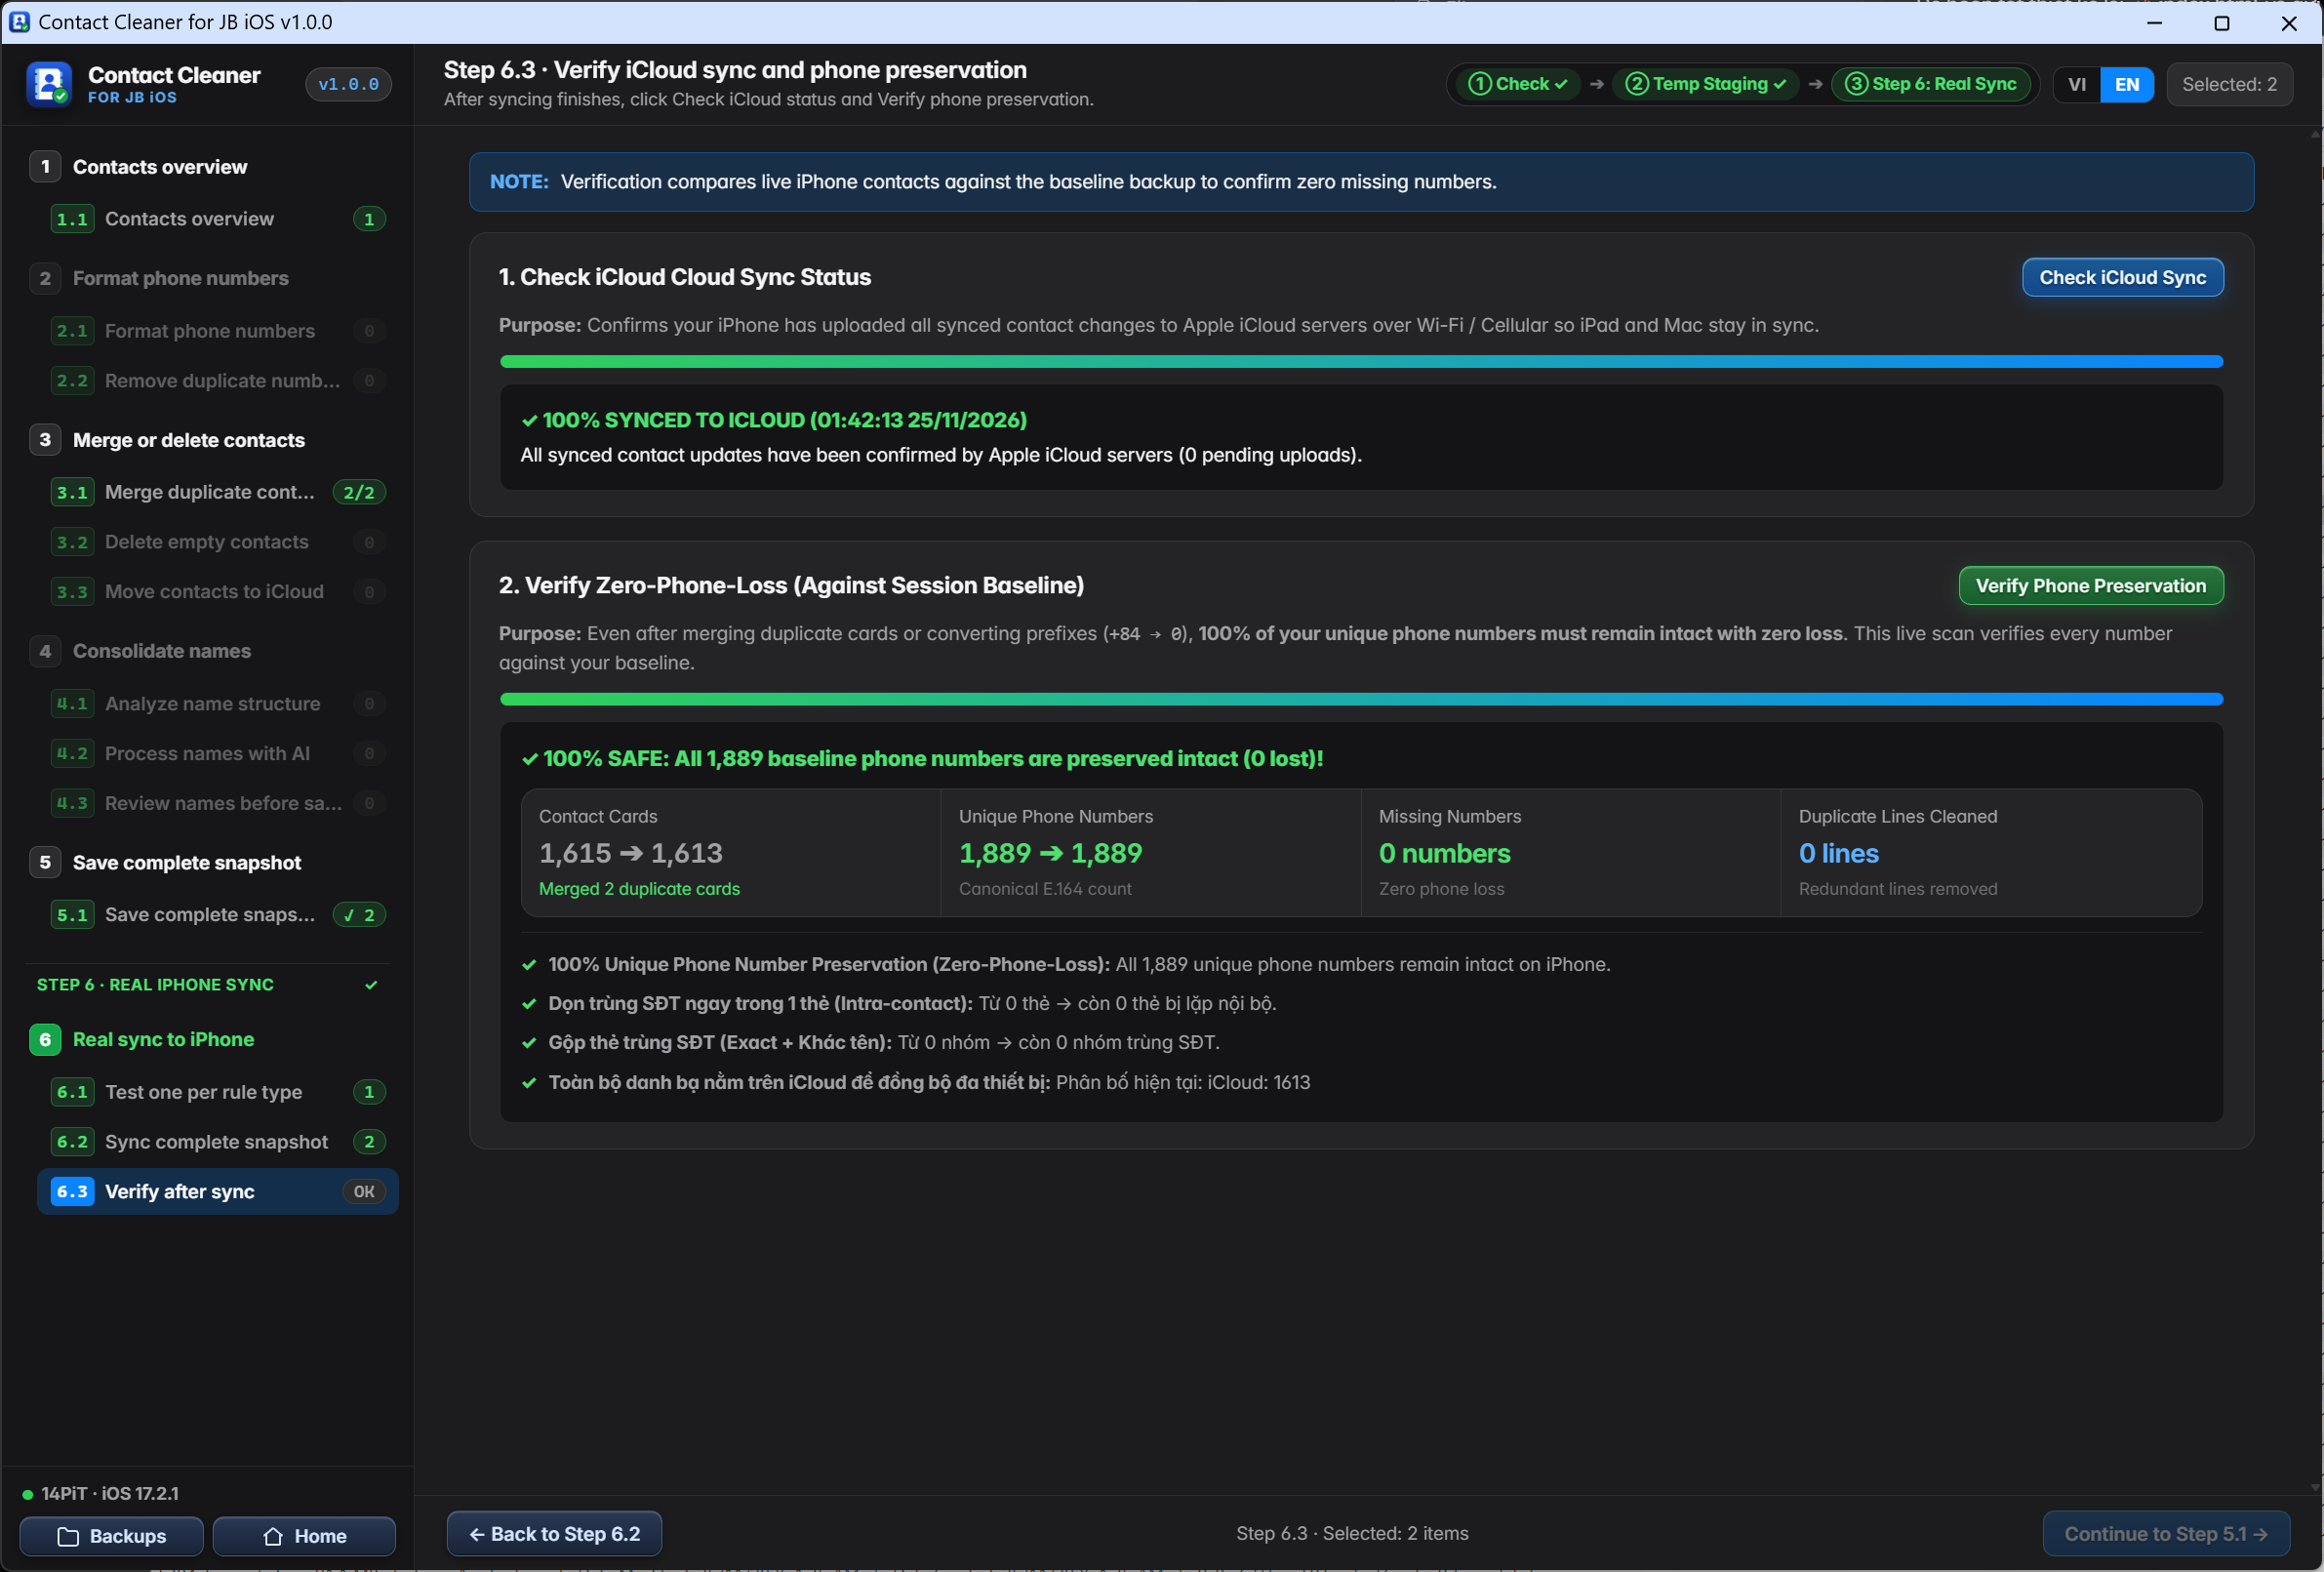 Contact Cleaner for JB iOS v1.0.0
Contact Cleaner
FOR JB iOS
v1.0.0
Step 6.3 · Verify iCloud sync and phone preservation
After syncing finishes, click Check iCloud status and Verify phone preservation.
1 Check ✓ → 2 Temp Staging ✓ → 3 Step 6: Real Sync
VI EN
Selected: 2
1 Contacts overview
1.1 Contacts overview 1
2 Format phone numbers
2.1 Format phone numbers 0
2.2 Remove duplicate numb... 0
3 Merge or delete contacts
3.1 Merge duplicate cont... 2/2
3.2 Delete empty contacts 0
3.3 Move contacts to iCloud 0
4 Consolidate names
4.1 Analyze name structure 0
4.2 Process names with AI 0
4.3 Review names before sa... 0
5 Save complete snapshot
5.1 Save complete snaps... ✓ 2
STEP 6 · REAL IPHONE SYNC ✓
6 Real sync to iPhone
6.1 Test one per rule type 1
6.2 Sync complete snapshot 2
6.3 Verify after sync OK
14PiT · iOS 17.2.1
Backups
Home
NOTE: Verification compares live iPhone contacts against the baseline backup to confirm zero missing numbers.
1. Check iCloud Cloud Sync Status
Check iCloud Sync
Purpose: Confirms your iPhone has uploaded all synced contact changes to Apple iCloud servers over Wi-Fi / Cellular so iPad and Mac stay in sync.
✓ 100% SYNCED TO ICLOUD (01:42:13 25/11/2026)
All synced contact updates have been confirmed by Apple iCloud servers (0 pending uploads).
2. Verify Zero-Phone-Loss (Against Session Baseline)
Verify Phone Preservation
Purpose: Even after merging duplicate cards or converting prefixes (+84 → 0), 100% of your unique phone numbers must remain intact with zero loss. This live scan verifies every number
against your baseline.
✓ 100% SAFE: All 1,889 baseline phone numbers are preserved intact (0 lost)!
Contact Cards
1,615 → 1,613
Merged 2 duplicate cards
Unique Phone Numbers
1,889 → 1,889
Canonical E.164 count
Missing Numbers
0 numbers
Zero phone loss
Duplicate Lines Cleaned
0 lines
Redundant lines removed
✓ 100% Unique Phone Number Preservation (Zero-Phone-Loss): All 1,889 unique phone numbers remain intact on iPhone.
✓ Dọn trùng SĐT ngay trong 1 thẻ (Intra-contact): Từ 0 thẻ → còn 0 thẻ bị lặp nội bộ.
✓ Gộp thẻ trùng SĐT (Exact + Khác tên): Từ 0 nhóm → còn 0 nhóm trùng SĐT.
✓ Toàn bộ danh bạ nằm trên iCloud để đồng bộ đa thiết bị: Phân bố hiện tại: iCloud: 1613
← Back to Step 6.2
Step 6.3 · Selected: 2 items
Continue to Step 5.1 →